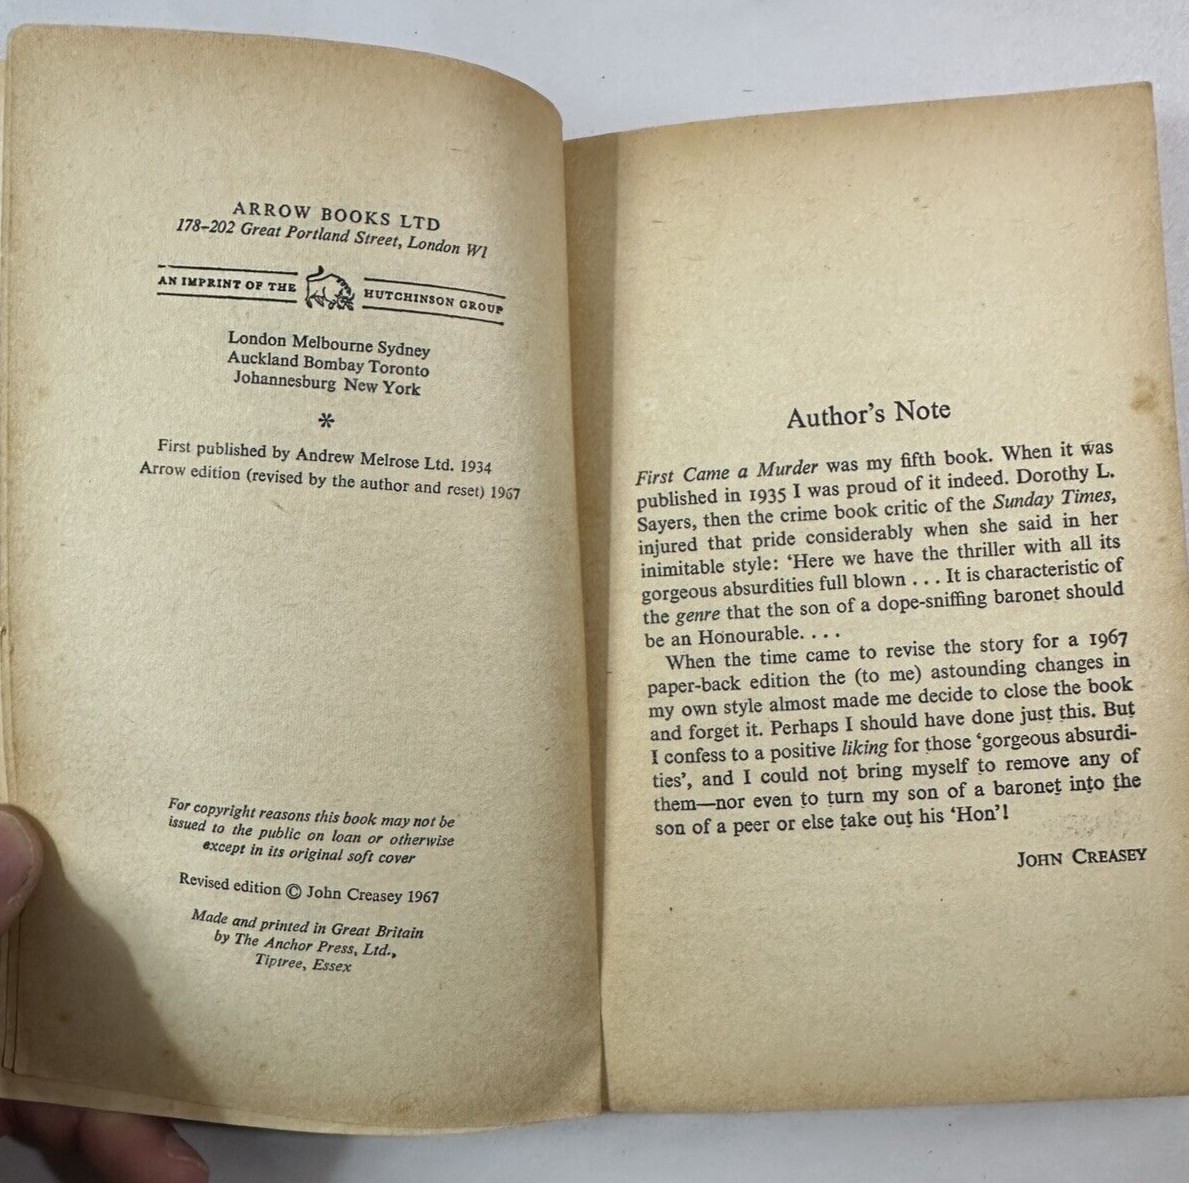 ARROW BOOKS LTD
178–202 Great Portland Street, London W1
AN IMPRINT OF THE HUTCHINSON GROUP
London Melbourne Sydney
Auckland Bombay Toronto
Johannesburg New York
*
First published by Andrew Melrose Ltd. 1934
Arrow edition (revised by the author and reset) 1967
For copyright reasons this book may not be
issued to the public on loan or otherwise
except in its original soft cover
Revised edition © John Creasey 1967
Made and printed in Great Britain
by The Anchor Press, Ltd.,
Tiptree, Essex
Author's Note
First Came a Murder was my fifth book. When it was
published in 1935 I was proud of it indeed. Dorothy L.
Sayers, then the crime book critic of the Sunday Times,
injured that pride considerably when she said in her
inimitable style: 'Here we have the thriller with all its
gorgeous absurdities full blown . . . It is characteristic of
the genre that the son of a dope-sniffing baronet should
be an Honourable. . . .
When the time came to revise the story for a 1967
paper-back edition the (to me) astounding changes in
my own style almost made me decide to close the book
and forget it. Perhaps I should have done just this. But
I confess to a positive liking for those 'gorgeous absurdi-
ties', and I could not bring myself to remove any of
them—nor even to turn my son of a baronet into the
son of a peer or else take out his 'Hon'!
JOHN CREASEY